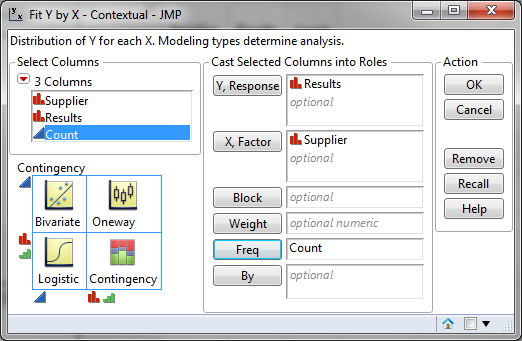 Fit Y by X - Contextual - JMP
Distribution of Y for each X. Modeling types determine analysis.
Select Columns
3 Columns
Supplier
Results
Count
Contingency
Bivariate
Oneway
Logistic
Contingency
Cast Selected Columns into Roles
Y, Response
Results
optional
X, Factor
Supplier
optional
Block
optional
Weight
optional numeric
Freq
Count
By
optional
Action
OK
Cancel
Remove
Recall
Help